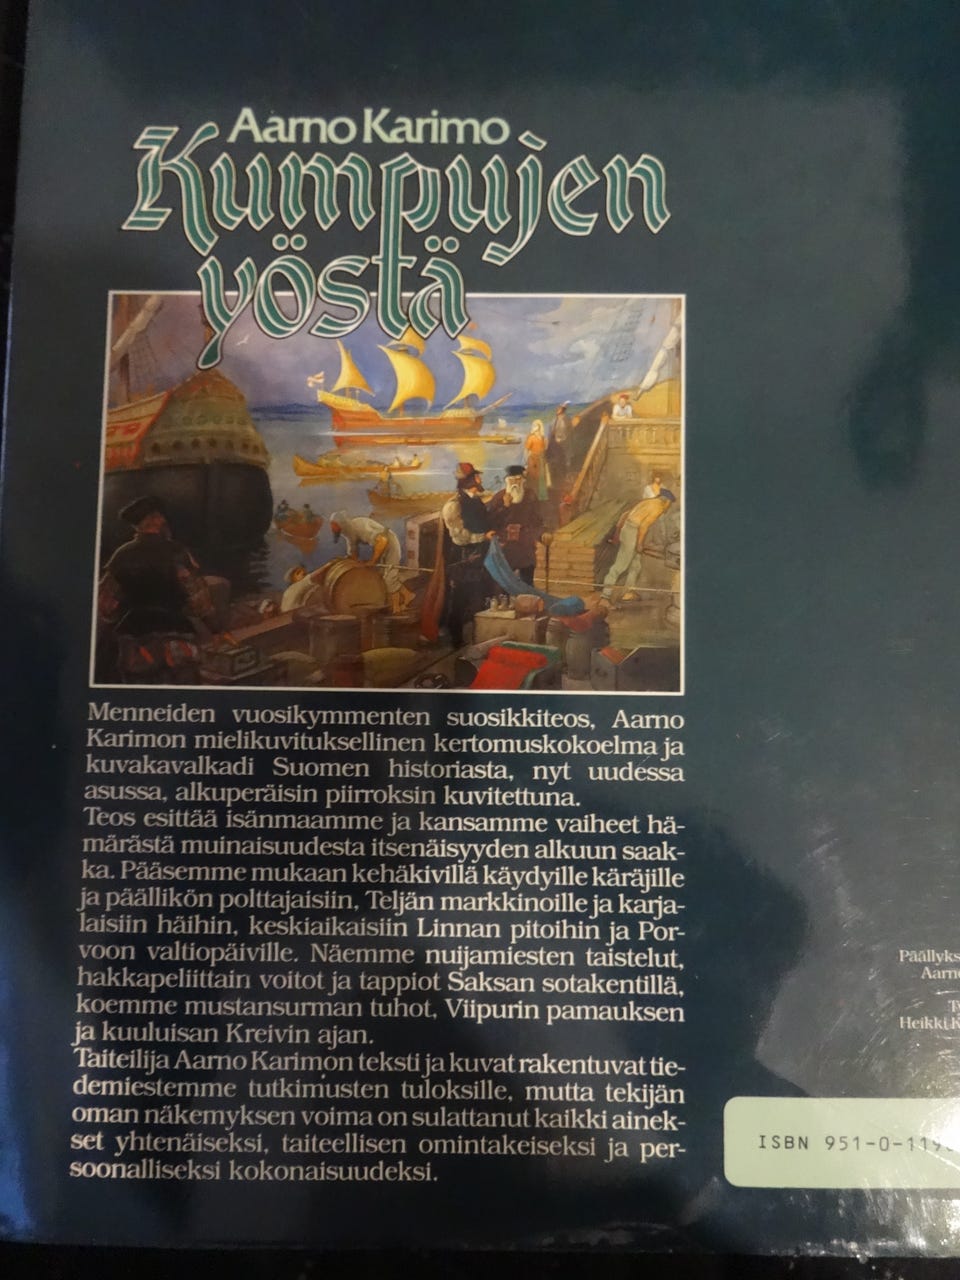 Aarno Karimo
Kumpujen
yöstä
Menneiden vuosikymmenten suosikkiteos, Aarno
Karimon mielikuvituksellinen kertomuskokoelma ja
kuvakavalkadi Suomen historiasta, nyt uudessa
asussa, alkuperäisin piirroksin kuvitettuna.
Teos esittää isänmaamme ja kansamme vaiheet hä-
märästä muinaisuudesta itsenäisyyden alkuun saak-
ka. Pääsemme mukaan kehäkivillä käydyille käräjille
ja päällikön polttajaisiin, Teljän markkinoille ja karja-
laisiin häihin, keskiaikaisiin Linnan pitoihin ja Por-
voon valtiopäiville. Näemme nuijamiesten taistelut,
hakkapeliittain voitot ja tappiot Saksan sotakentillä,
koemme mustansurman tuhot, Viipurin pamauksen
ja kuuluisan Kreivin ajan.
Taiteilija Aarno Karimon teksti ja kuvat rakentuvat tie-
demiestemme tutkimusten tuloksille, mutta tekijän
oman näkemyksen voima on sulattanut kaikki ainek-
set yhtenäiseksi, taiteellisen omintakeiseksi ja per-
soonalliseksi kokonaisuudeksi.
Päällyks
Aarno
Heikki K
ISBN 951-0-119